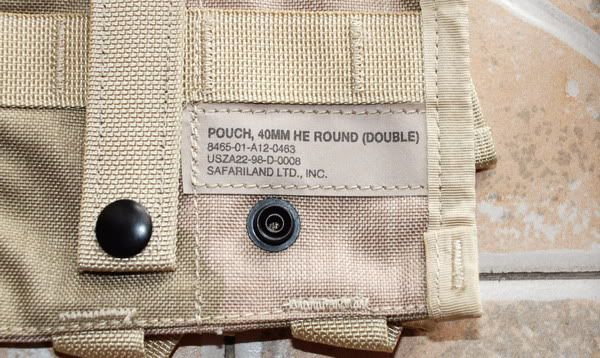 POUCH, 40MM HE ROUND (DOUBLE)
8465-01-A12-0463
USZA22-98-D-0008
SAFARILAND LTD., INC.